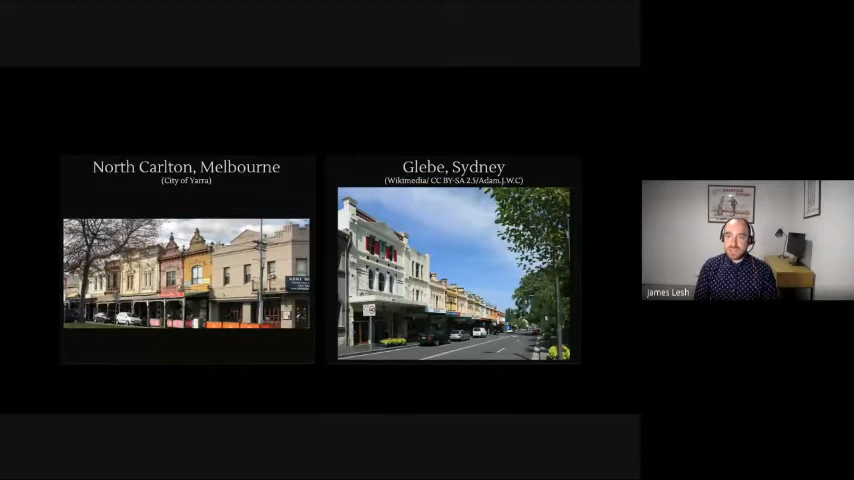 North Carlton, Melbourne
(City of Yarra)
Glebe, Sydney
(Wikimedia/ CC BY-SA 2.5/Adam.J.W.C)
James Lesh